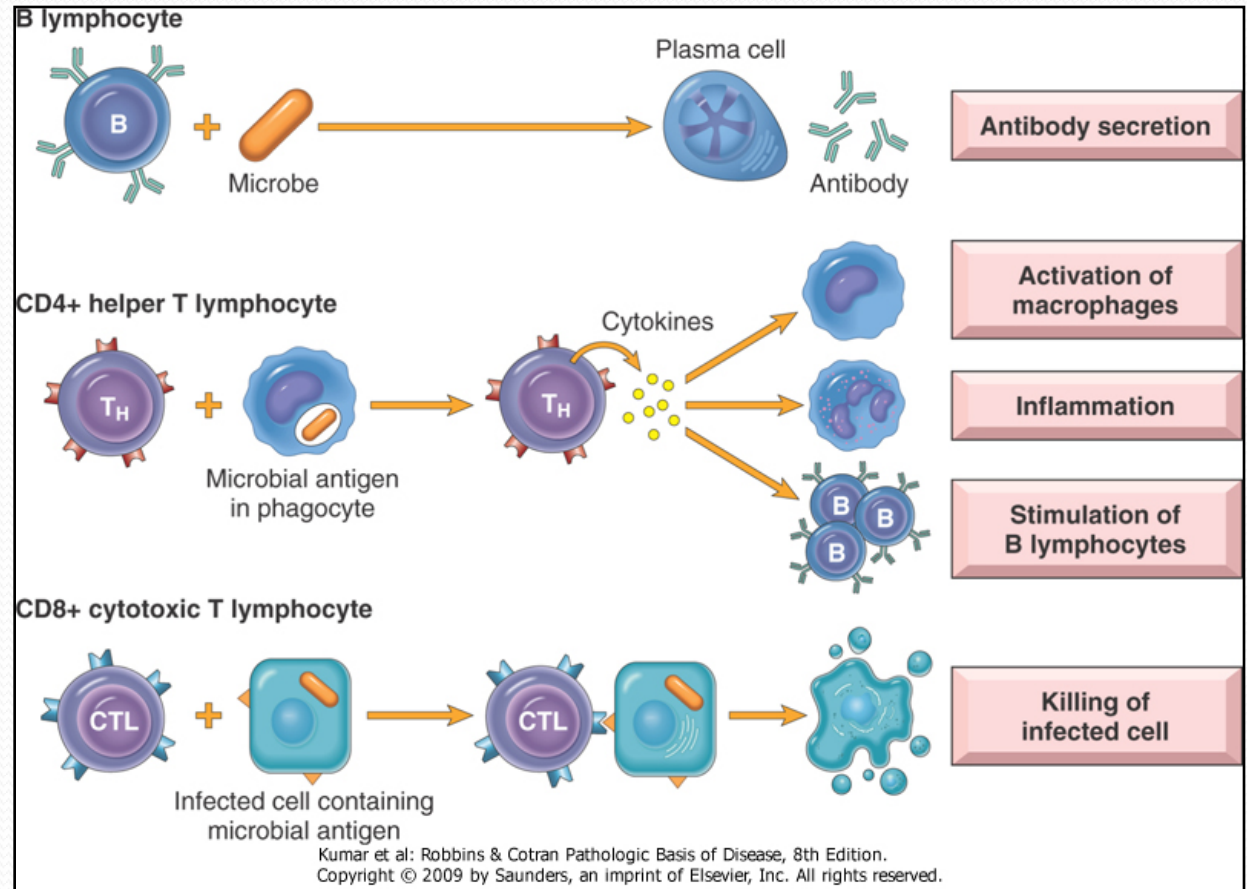 B lymphocyte
B
+
Microbe
Plasma cell
Antibody
Antibody secretion
CD4+ helper T lymphocyte
TH
+
Microbial antigen
in phagocyte
TH
Cytokines
Activation of
macrophages
Inflammation
B
B
B
Stimulation of
B lymphocytes
CD8+ cytotoxic T lymphocyte
CTL
+
Infected cell containing
microbial antigen
CTL
Killing of
infected cell
Kumar et al: Robbins & Cotran Pathologic Basis of Disease, 8th Edition.
Copyright © 2009 by Saunders, an imprint of Elsevier, Inc. All rights reserved.